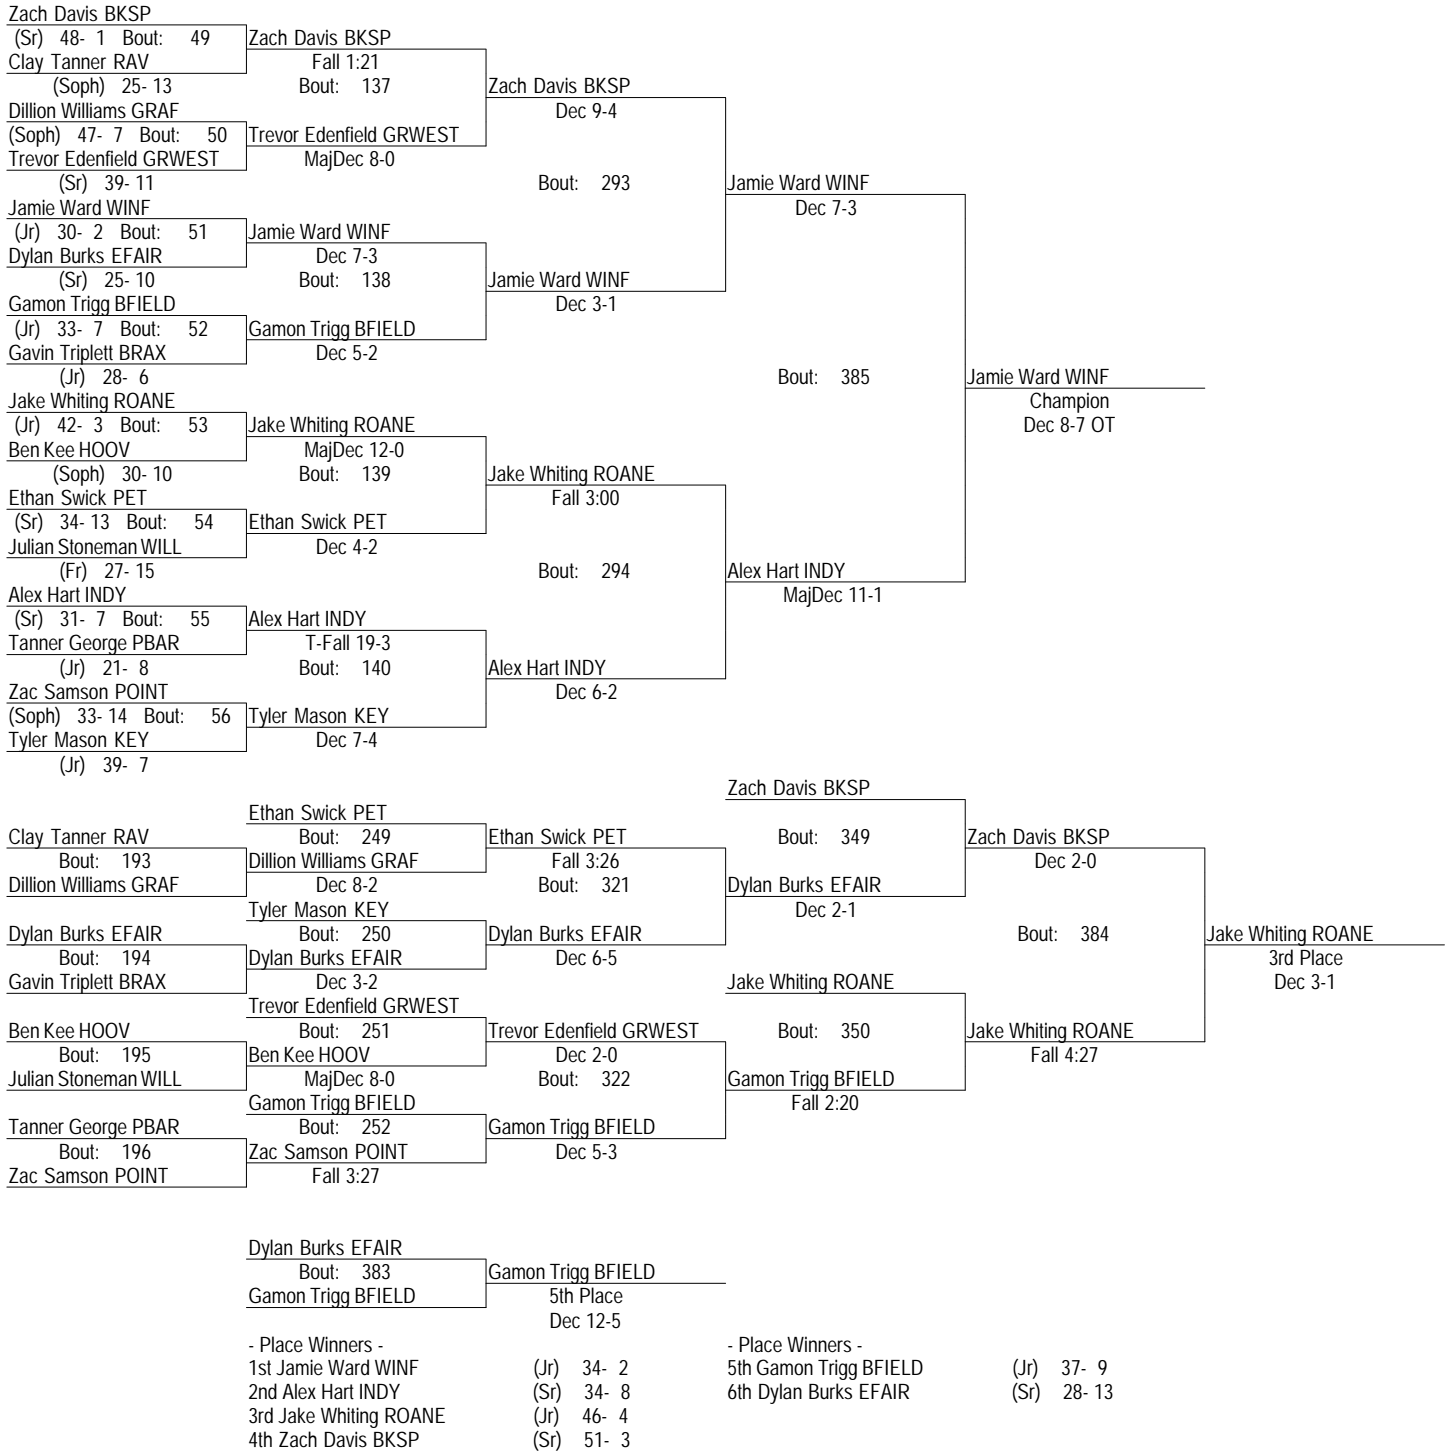 Zach Davis BKSP
(Sr) 48- 1 Bout: 49 Zach Davis BKSP
Clay Tanner RAV Fall 1:21
(Soph) 25- 13 Bout: 137 Zach Davis BKSP
Dillion Williams GRAF Dec 9-4
(Soph) 47- 7 Bout: 50 Trevor Edenfield GRWEST
Trevor Edenfield GRWEST MajDec 8-0
(Sr) 39- 11 Bout: 293 Jamie Ward WINF
Jamie Ward WINF Dec 7-3
(Jr) 30- 2 Bout: 51 Jamie Ward WINF
Dylan Burks EFAIR Dec 7-3
(Sr) 25- 10 Bout: 138 Jamie Ward WINF
Gamon Trigg BFIELD Dec 3-1
(Jr) 33- 7 Bout: 52 Gamon Trigg BFIELD
Gavin Triplett BRAX Dec 5-2
(Jr) 28- 6 Bout: 385 Jamie Ward WINF
Jake Whiting ROANE Champion
(Jr) 42- 3 Bout: 53 Jake Whiting ROANE Dec 8-7 OT
Ben Kee HOOV MajDec 12-0
(Soph) 30- 10 Bout: 139 Jake Whiting ROANE
Ethan Swick PET Fall 3:00
(Sr) 34- 13 Bout: 54 Ethan Swick PET
Julian Stoneman WILL Dec 4-2
(Fr) 27- 15 Bout: 294 Alex Hart INDY
Alex Hart INDY MajDec 11-1
(Sr) 31- 7 Bout: 55 Alex Hart INDY
Tanner George PBAR T-Fall 19-3
(Jr) 21- 8 Bout: 140 Alex Hart INDY
Zac Samson POINT Dec 6-2
(Soph) 33- 14 Bout: 56 Tyler Mason KEY
Tyler Mason KEY Dec 7-4
(Jr) 39- 7
Zach Davis BKSP
Ethan Swick PET
Clay Tanner RAV Bout: 249 Ethan Swick PET Bout: 349 Zach Davis BKSP
Bout: 193 Dillion Williams GRAF Fall 3:26 Dec 2-0
Dillion Williams GRAF Dec 8-2 Bout: 321 Dylan Burks EFAIR
Tyler Mason KEY Dec 2-1
Dylan Burks EFAIR Bout: 250 Dylan Burks EFAIR Bout: 384 Jake Whiting ROANE
Bout: 194 Dylan Burks EFAIR Dec 6-5 3rd Place
Gavin Triplett BRAX Dec 3-2 Jake Whiting ROANE Dec 3-1
Trevor Edenfield GRWEST
Ben Kee HOOV Bout: 251 Trevor Edenfield GRWEST Bout: 350 Jake Whiting ROANE
Bout: 195 Ben Kee HOOV Dec 2-0 Fall 4:27
Julian Stoneman WILL MajDec 8-0 Bout: 322 Gamon Trigg BFIELD
Gamon Trigg BFIELD Fall 2:20
Tanner George PBAR Bout: 252 Gamon Trigg BFIELD
Bout: 196 Zac Samson POINT Dec 5-3
Zac Samson POINT Fall 3:27
Dylan Burks EFAIR
Bout: 383 Gamon Trigg BFIELD
Gamon Trigg BFIELD 5th Place
Dec 12-5
- Place Winners - - Place Winners -
1st Jamie Ward WINF (Jr) 34- 2 5th Gamon Trigg BFIELD (Jr) 37- 9
2nd Alex Hart INDY (Sr) 34- 8 6th Dylan Burks EFAIR (Sr) 28- 13
3rd Jake Whiting ROANE (Jr) 46- 4
4th Zach Davis BKSP (Sr) 51- 3